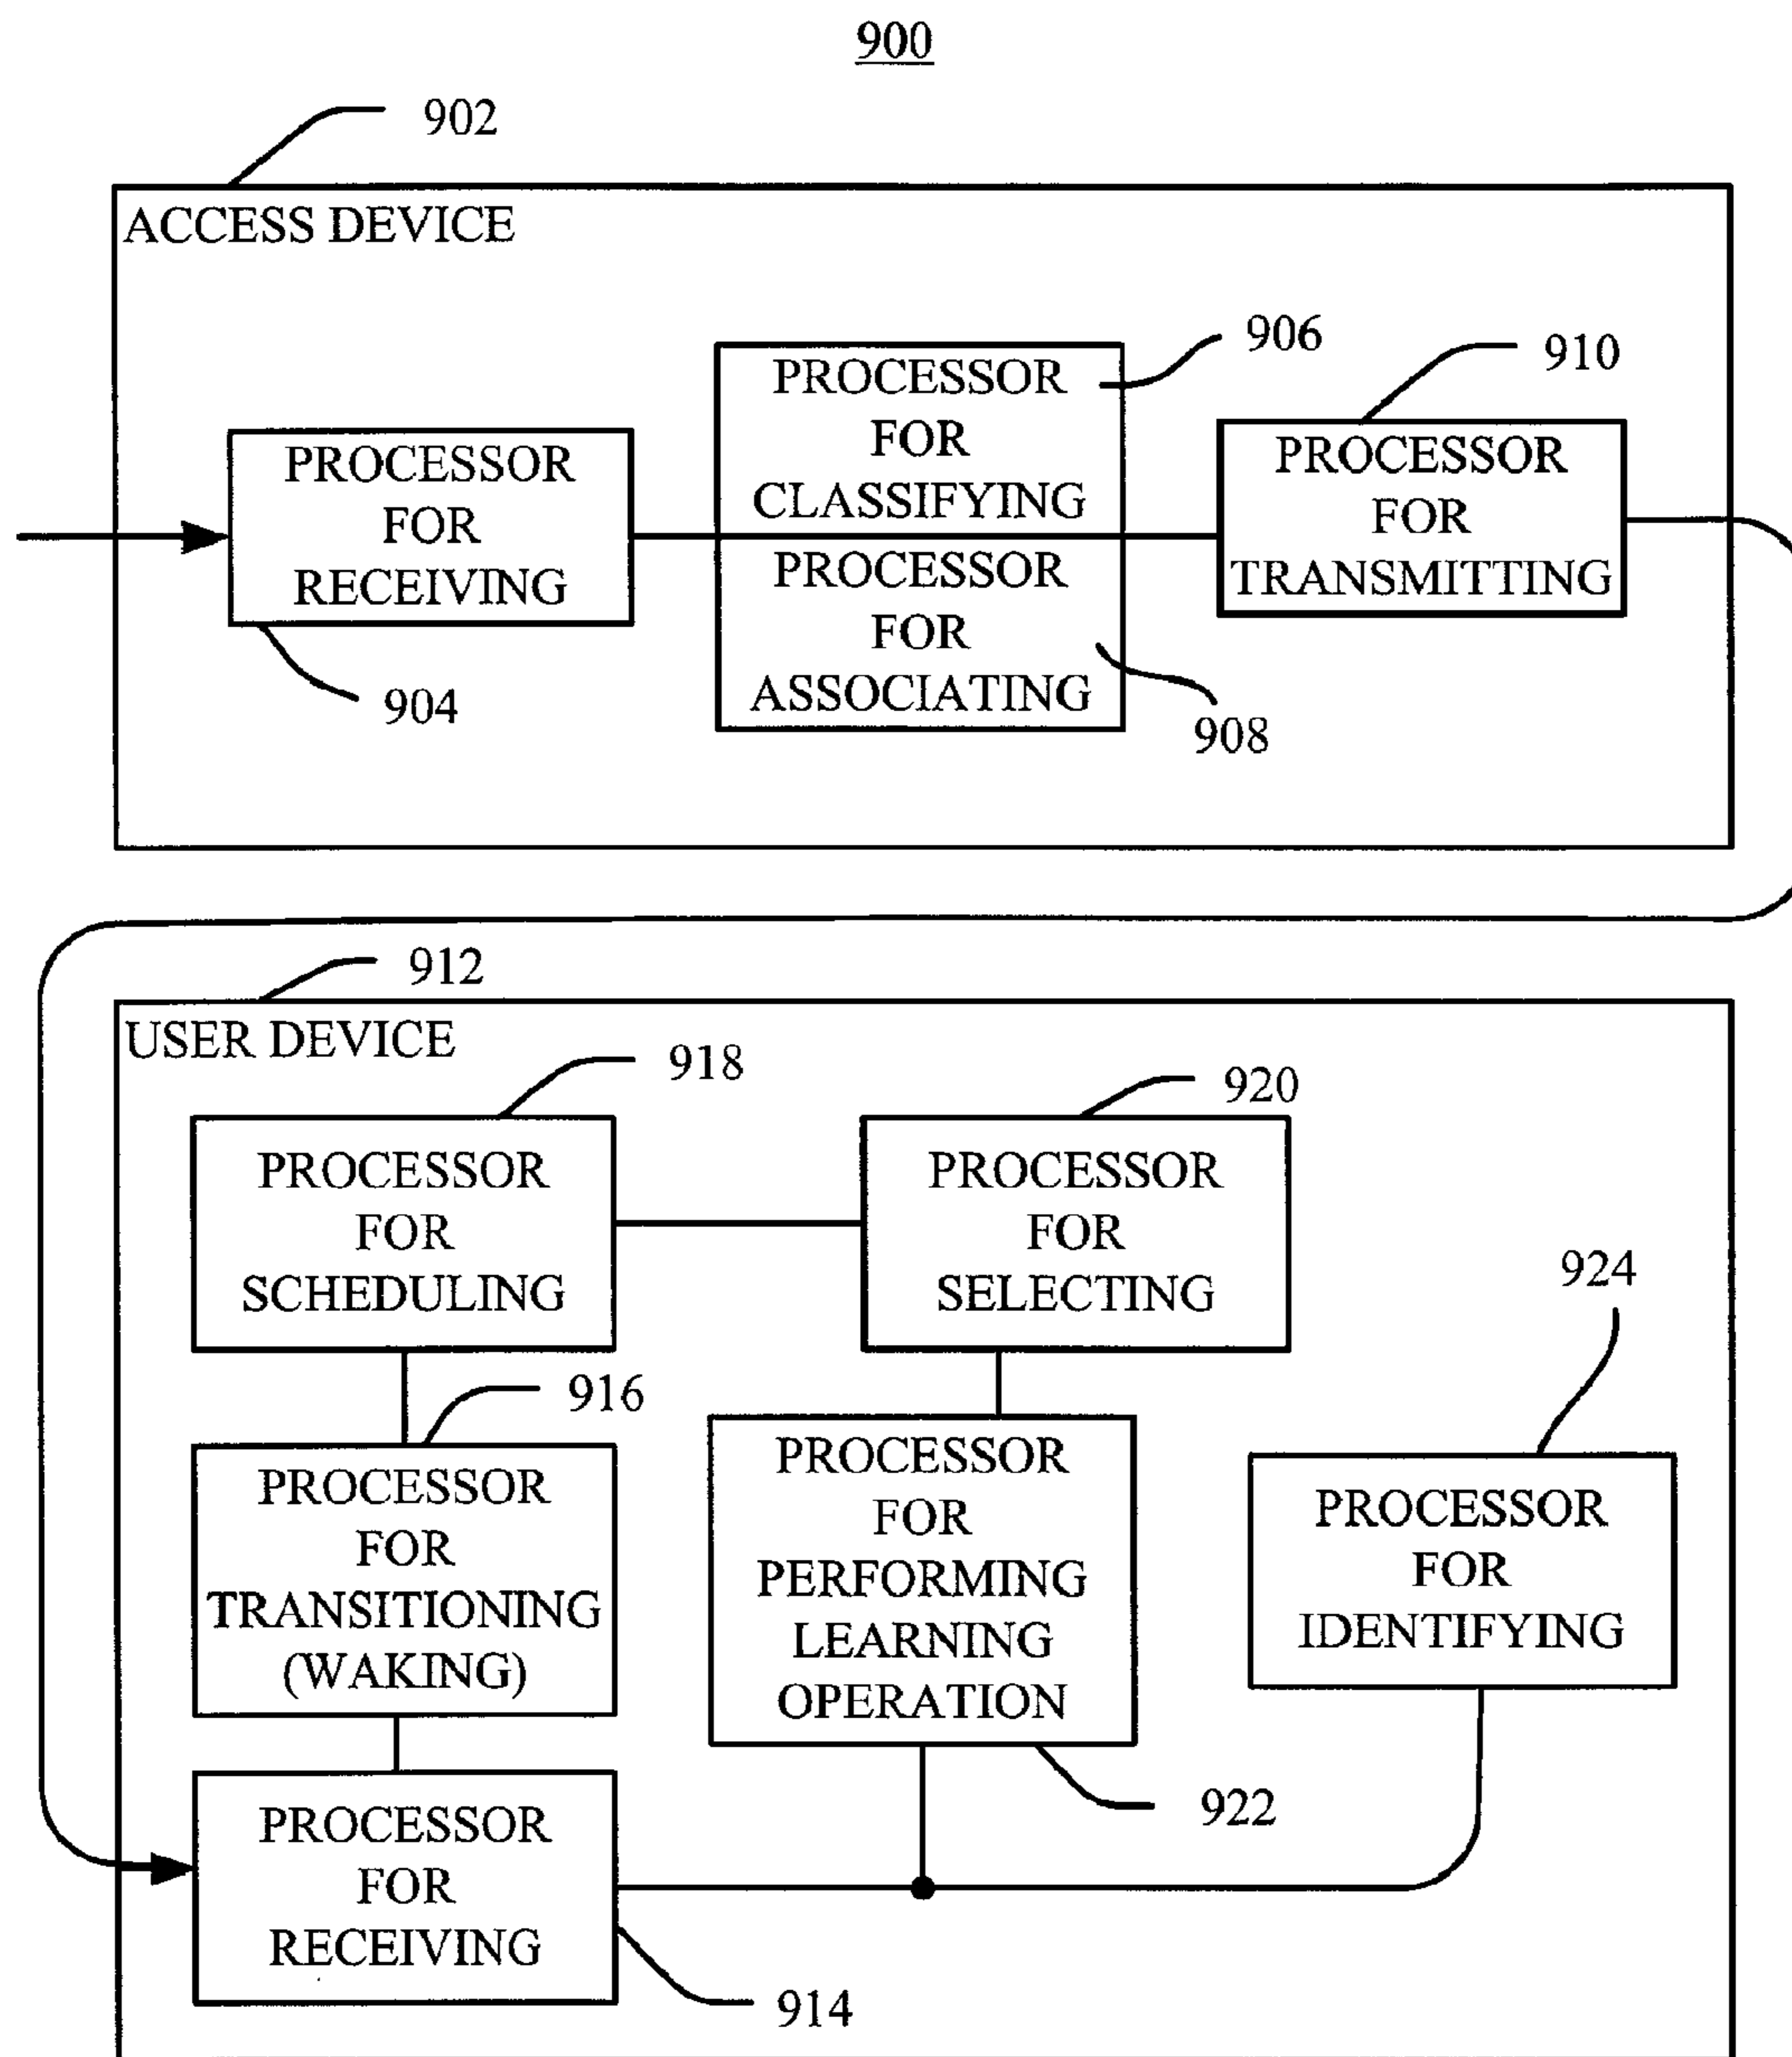 900
902
ACCESS DEVICE
906
PROCESSOR
FOR
CLASSIFYING
910
PROCESSOR
FOR
TRANSMITTING
PROCESSOR
FOR
RECEIVING
904
PROCESSOR
FOR
ASSOCIATING
908
912
USER DEVICE
918
920
PROCESSOR
FOR
SCHEDULING
PROCESSOR
FOR
SELECTING
924
916
PROCESSOR
FOR
TRANSITIONING
(WAKING)
PROCESSOR
FOR
PERFORMING
LEARNING
OPERATION
PROCESSOR
FOR
IDENTIFYING
922
PROCESSOR
FOR
RECEIVING
914